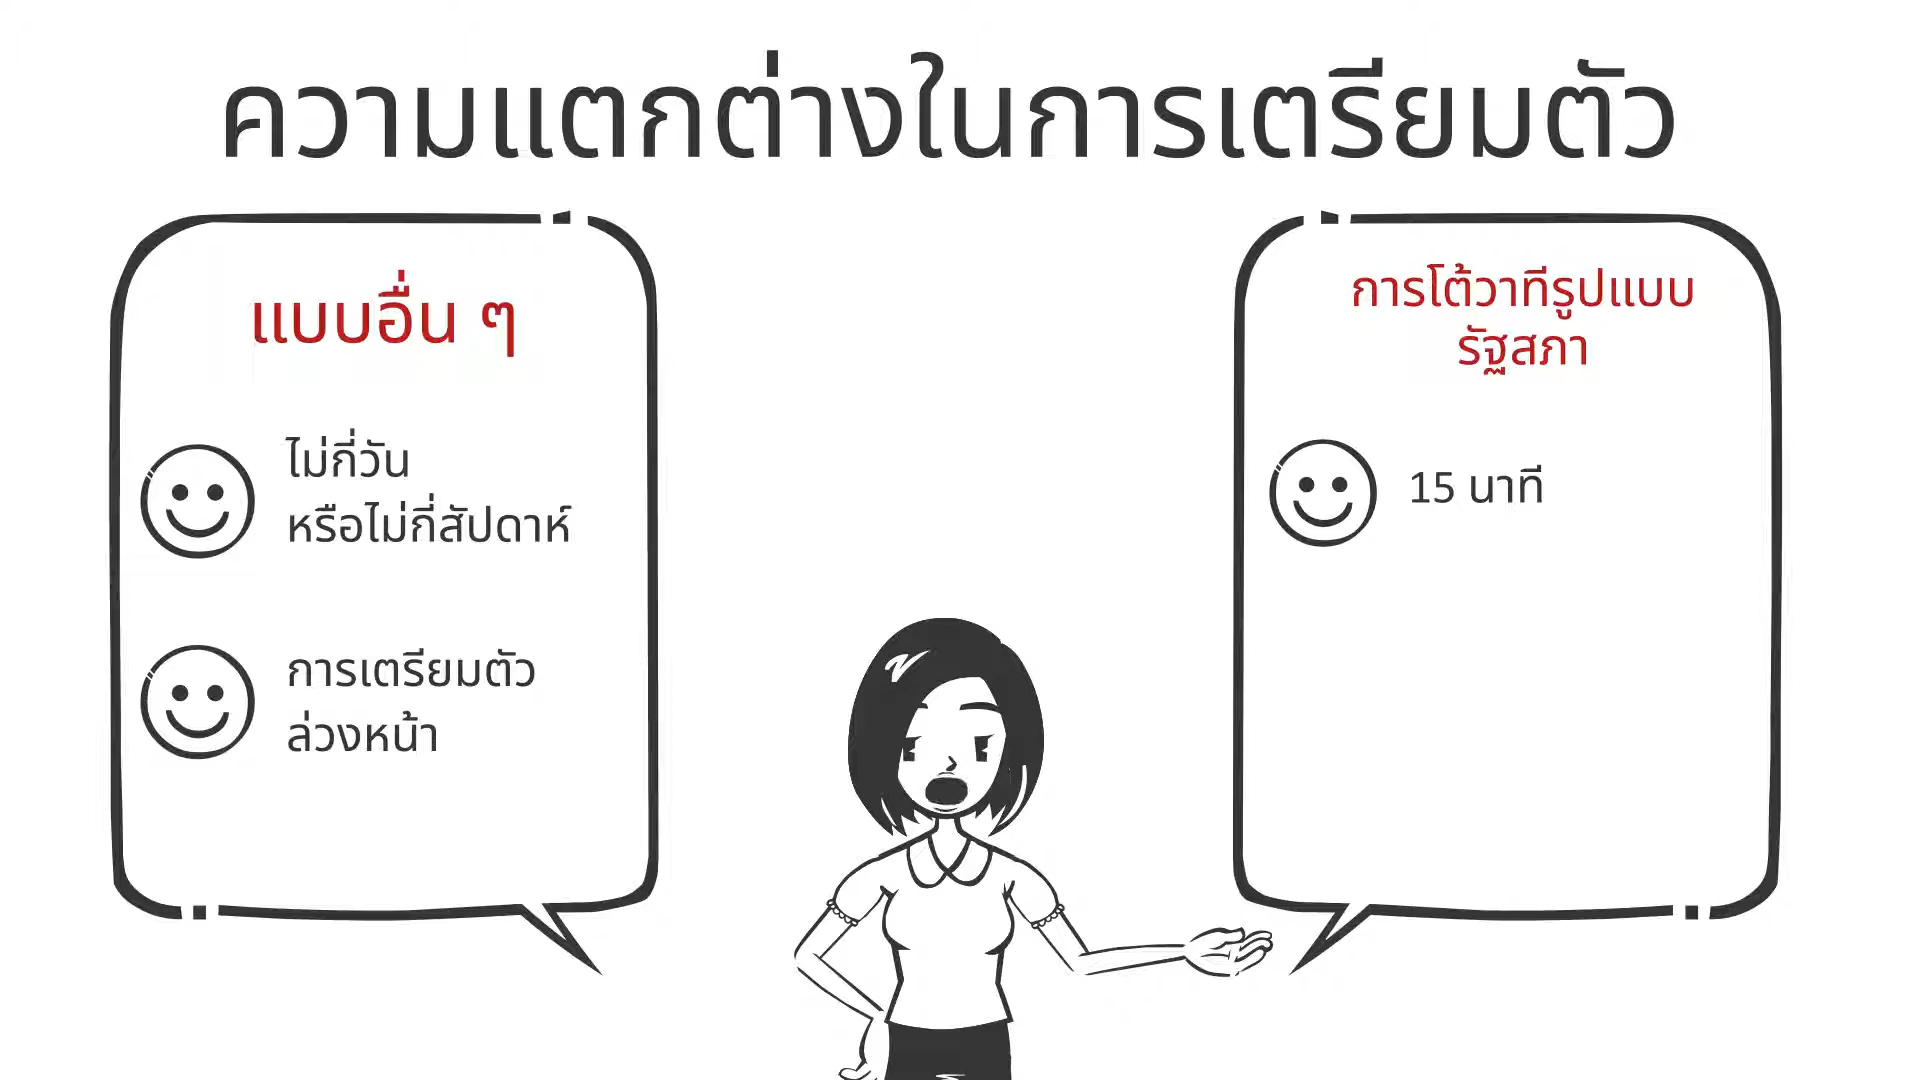 ความแตกต่างในการเตรียมตัว
แบบอื่น ๆ
ไม่กี่วัน
หรือไม่กี่สัปดาห์
การเตรียมตัว
ล่วงหน้า
การโต้วาทีรูปแบบ
รัฐสภา
15 นาที